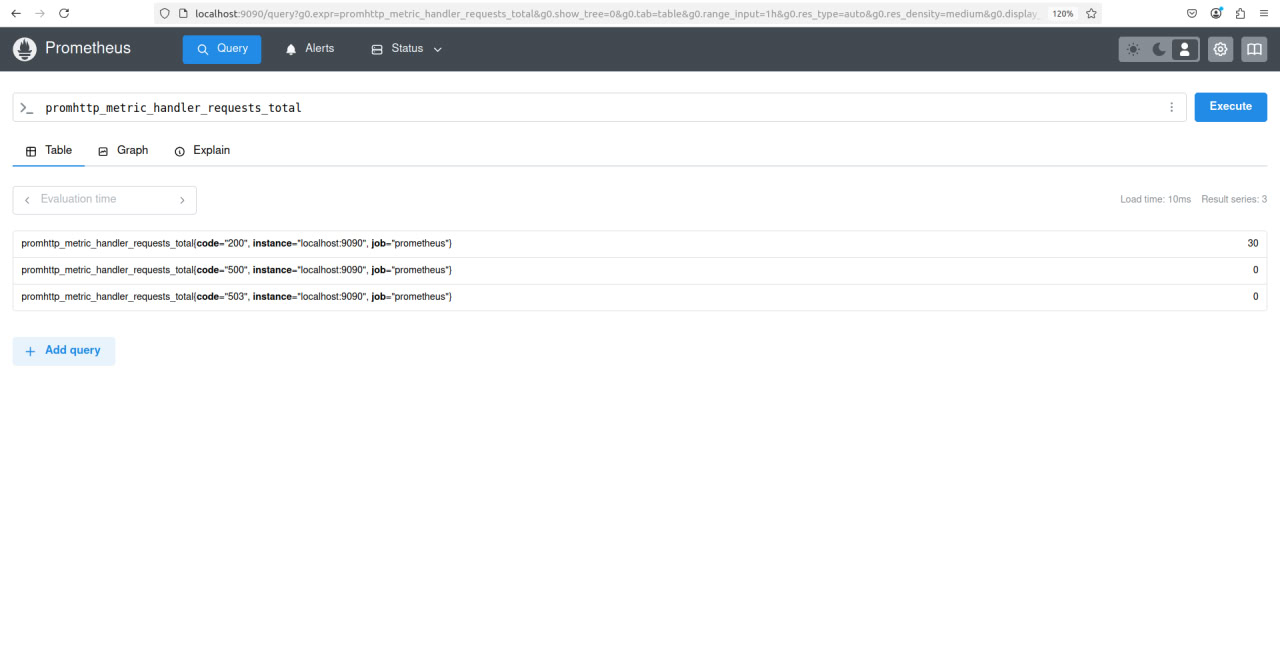 localhost:9090/query?g0.expr=promhttp_metric_handler_requests_total&g0.show_tree=0&g0.tab=table&g0.range_input=1h&g0.res_type=auto&g0.res_density=medium&g0.display_ 120%
Prometheus Query Alerts Status
>_ promhttp_metric_handler_requests_total Execute
Table Graph Explain
Evaluation time Load time: 10ms Result series: 3
promhttp_metric_handler_requests_total{code="200", instance="localhost:9090", job="prometheus"} 30
promhttp_metric_handler_requests_total{code="500", instance="localhost:9090", job="prometheus"} 0
promhttp_metric_handler_requests_total{code="503", instance="localhost:9090", job="prometheus"} 0
+ Add query